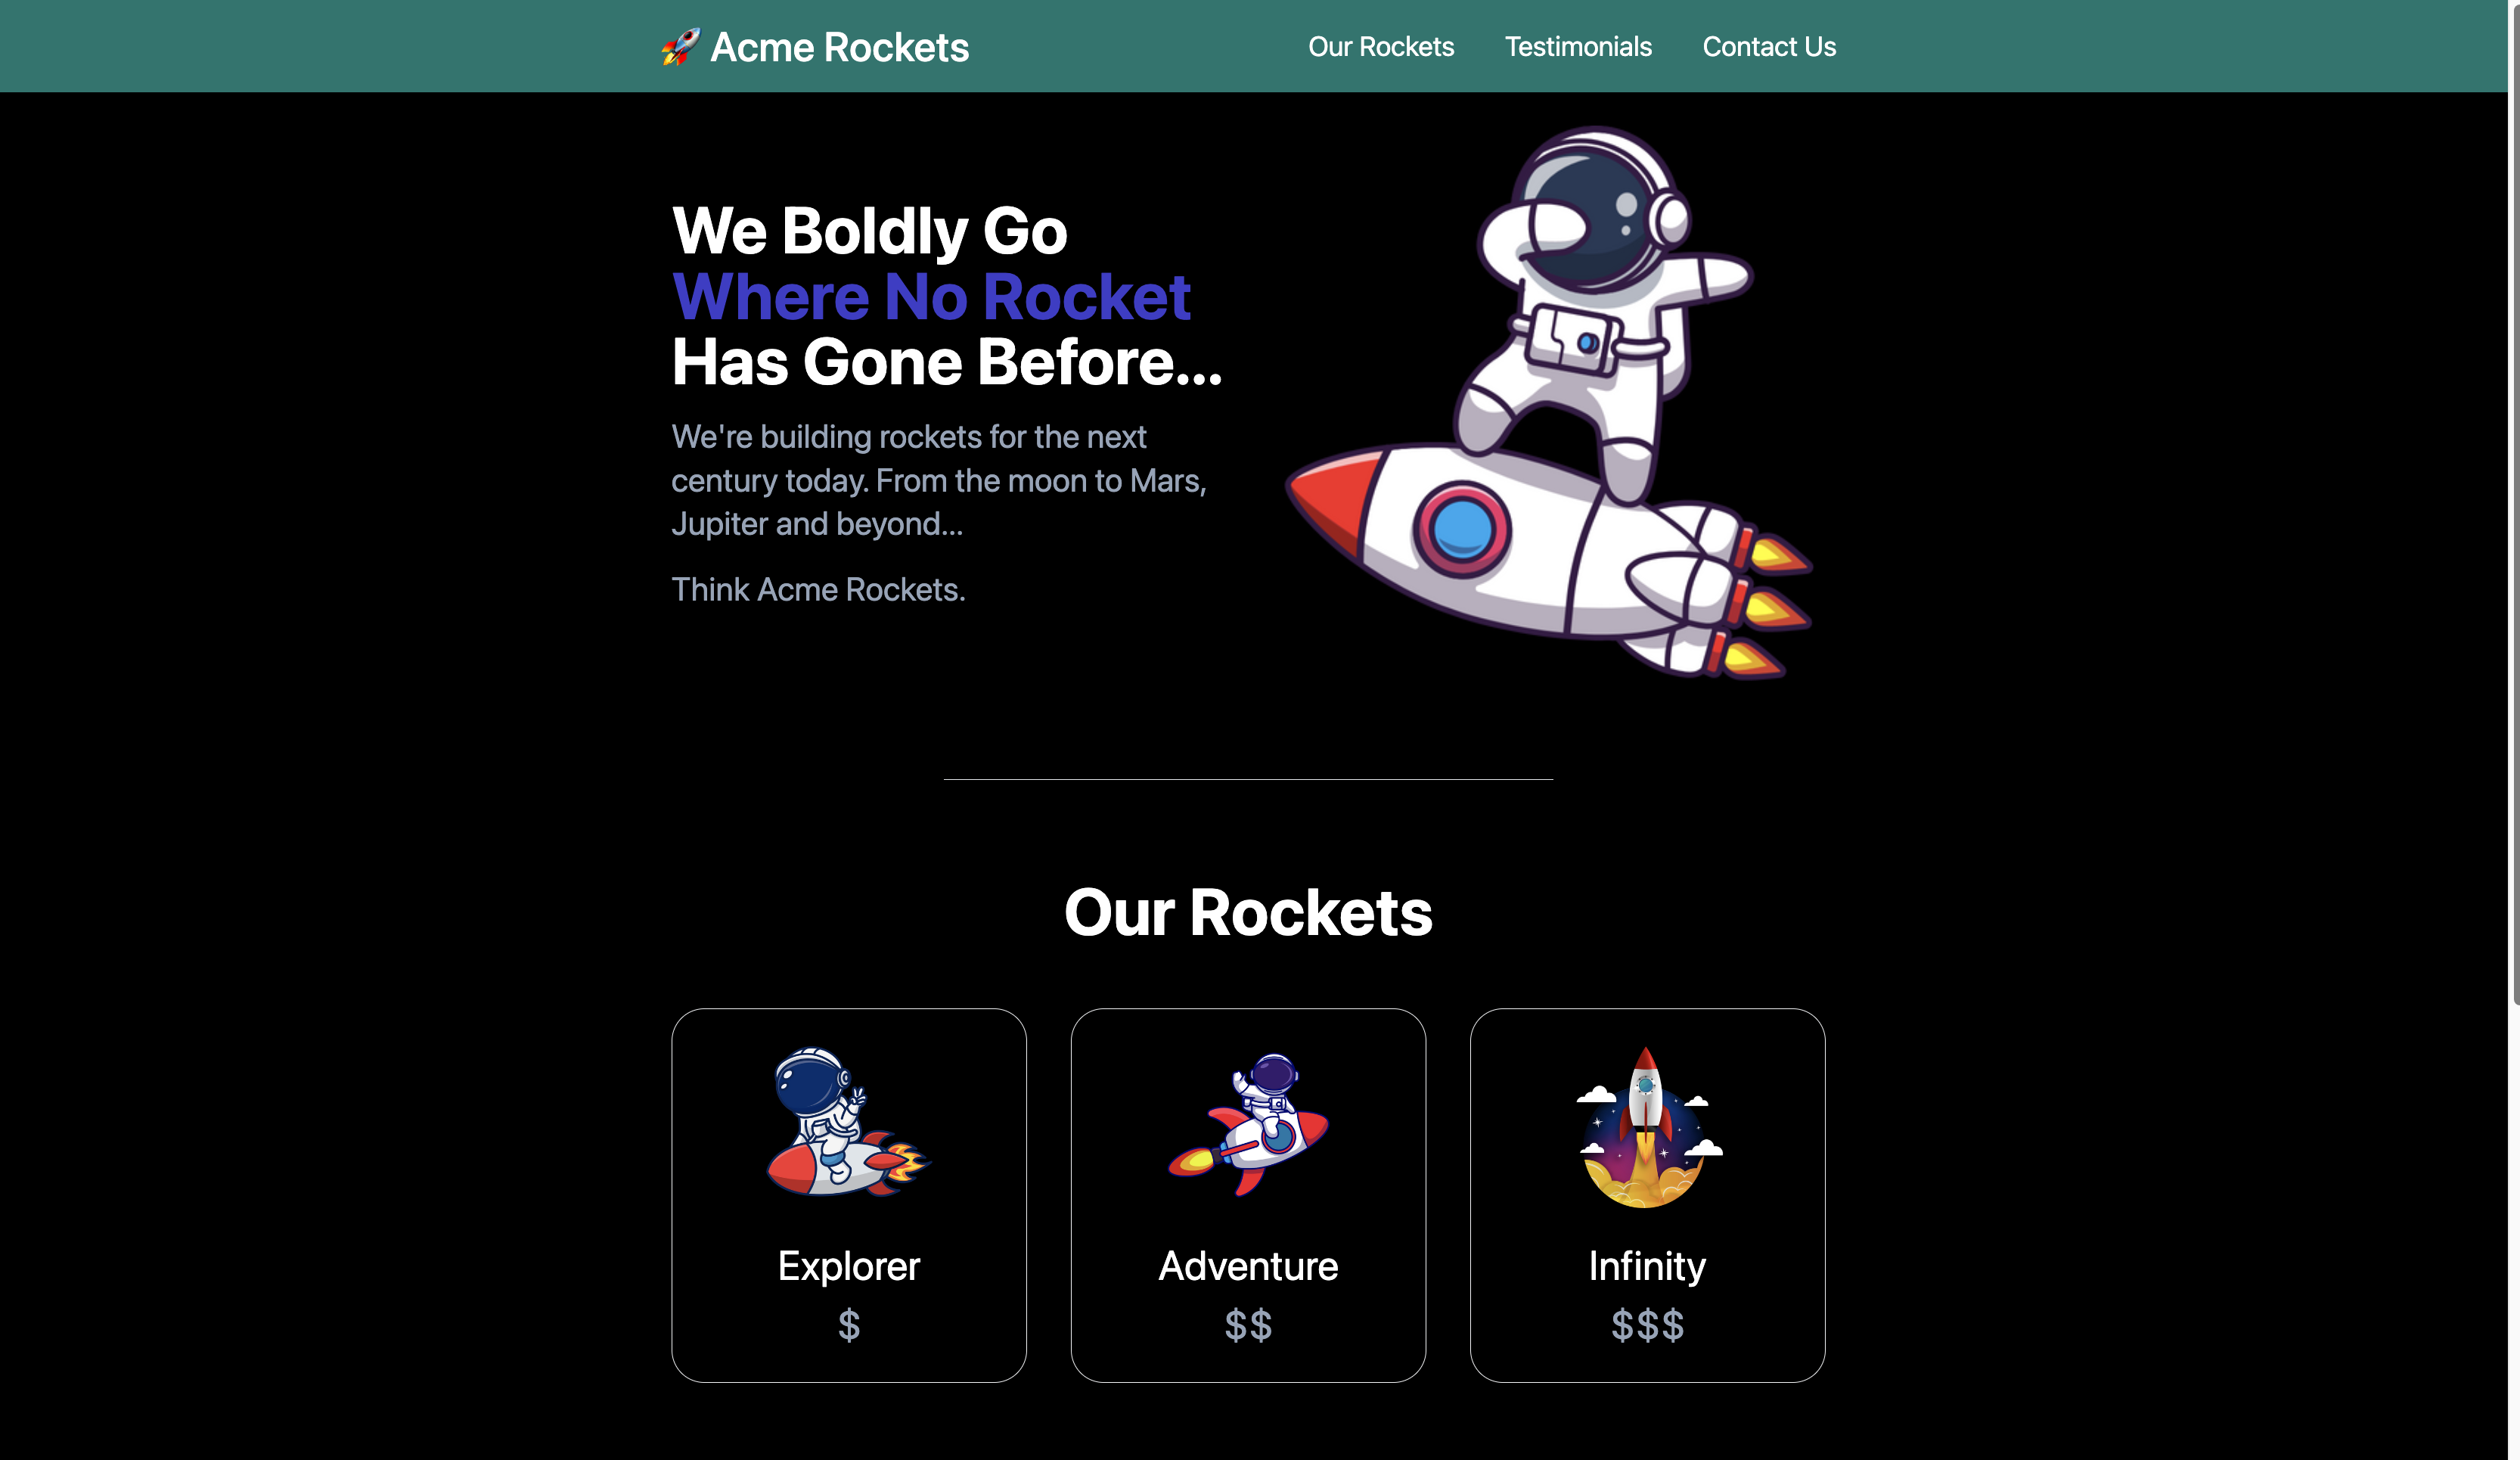 🚀 Acme Rockets
Our Rockets
Testimonials
Contact Us
We Boldly Go
Where No Rocket
Has Gone Before...
We're building rockets for the next
century today. From the moon to Mars,
Jupiter and beyond...
Think Acme Rockets.
Our Rockets
Explorer
$
Adventure
$$
Infinity
$$$